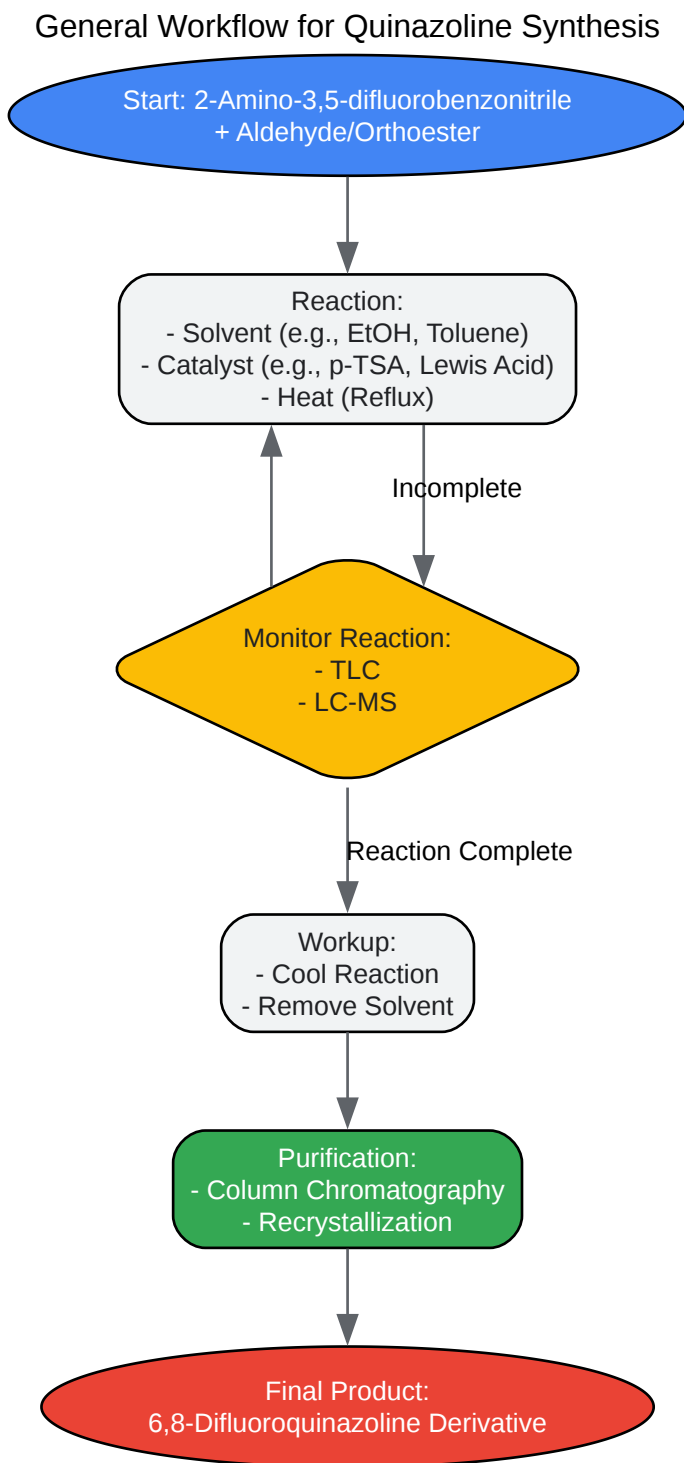 General Workflow for Quinazoline Synthesis
Start: 2-Amino-3,5-difluorobenzonitrile
+ Aldehyde/Orthoester
Reaction:
- Solvent (e.g., EtOH, Toluene)
- Catalyst (e.g., p-TSA, Lewis Acid)
- Heat (Reflux)
Incomplete
Monitor Reaction:
- TLC
- LC-MS
Reaction Complete
Workup:
- Cool Reaction
- Remove Solvent
Purification:
- Column Chromatography
- Recrystallization
Final Product:
6,8-Difluoroquinazoline Derivative